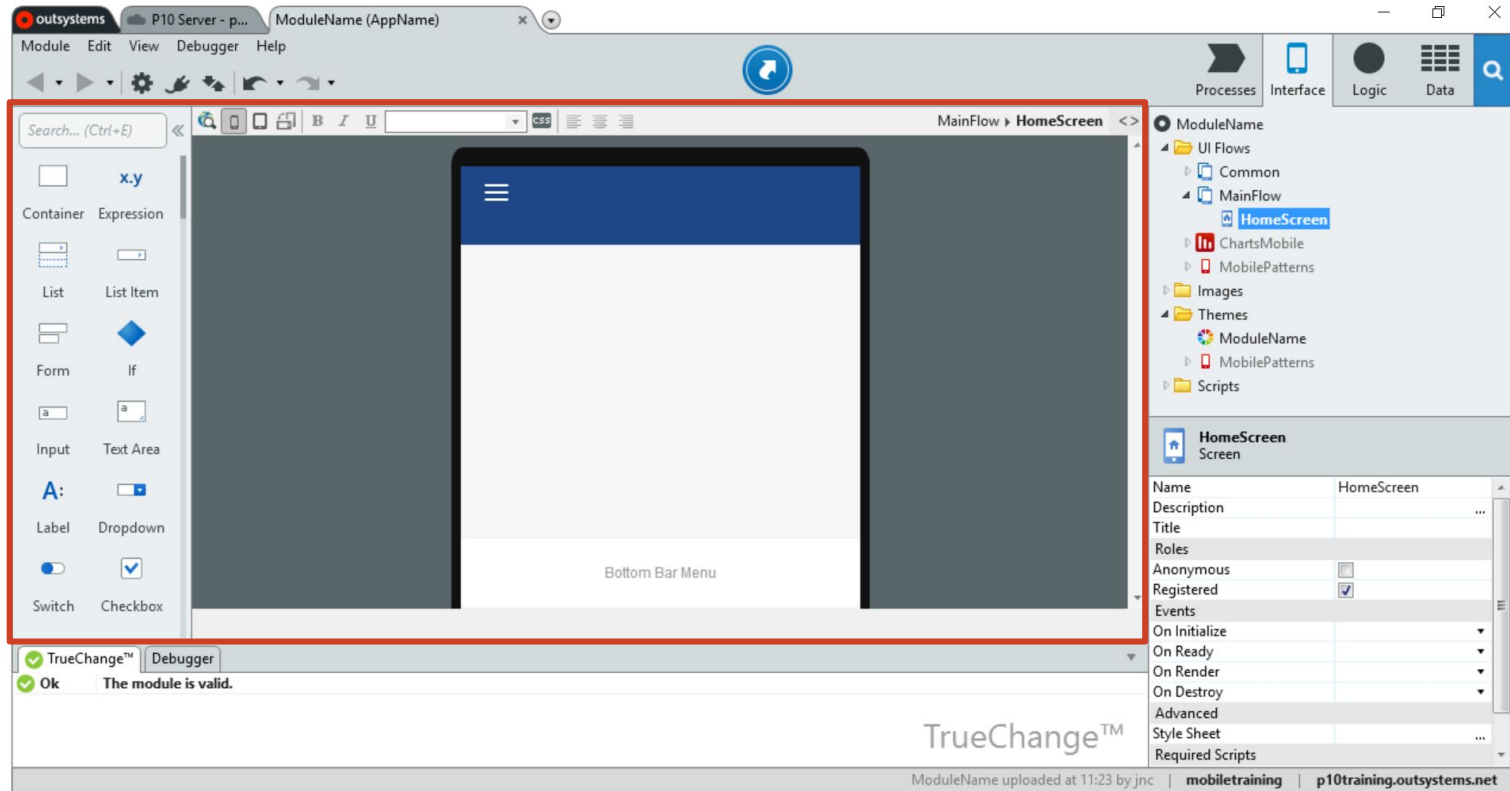 outsystems
P10 Server - p...
ModuleName (AppName)
Module Edit View Debugger Help
Processes Interface Logic Data
Search... (Ctrl+E)
B I U
CSS
MainFlow HomeScreen <>
x.y
Container Expression
List List Item
Form If
a a
Input Text Area
A:
Label Dropdown
Switch Checkbox
Bottom Bar Menu
ModuleName
UI Flows
Common
MainFlow
HomeScreen
ChartsMobile
MobilePatterns
Images
Themes
ModuleName
MobilePatterns
Scripts
HomeScreen
Screen
Name HomeScreen
Description ...
Title
Roles
Anonymous
Registered
Events
On Initialize
On Ready
On Render
On Destroy
Advanced
Style Sheet ...
Required Scripts
TrueChange™ Debugger
Ok The module is valid.
TrueChange™
ModuleName uploaded at 11:23 by jnc | mobiletraining | p10training.outsystems.net